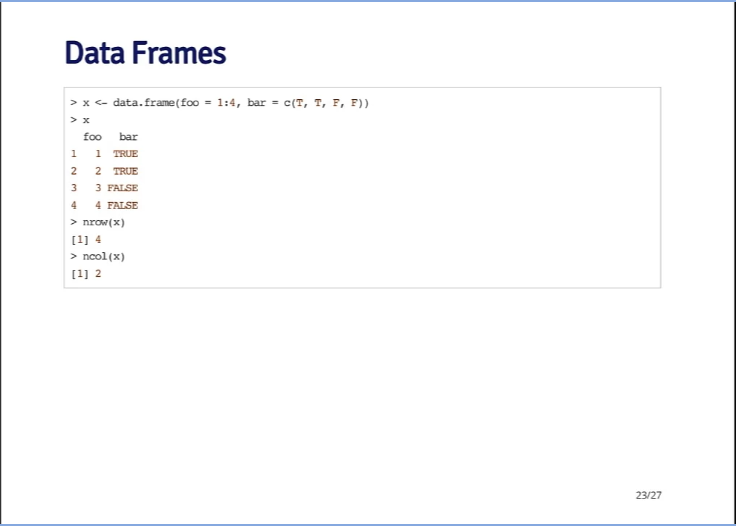 Data Frames
> x <- data.frame(foo = 1:4, bar = c(T, T, F, F))
> x
  foo   bar
1   1  TRUE
2   2  TRUE
3   3 FALSE
4   4 FALSE
> nrow(x)
[1] 4
> ncol(x)
[1] 2
23/27